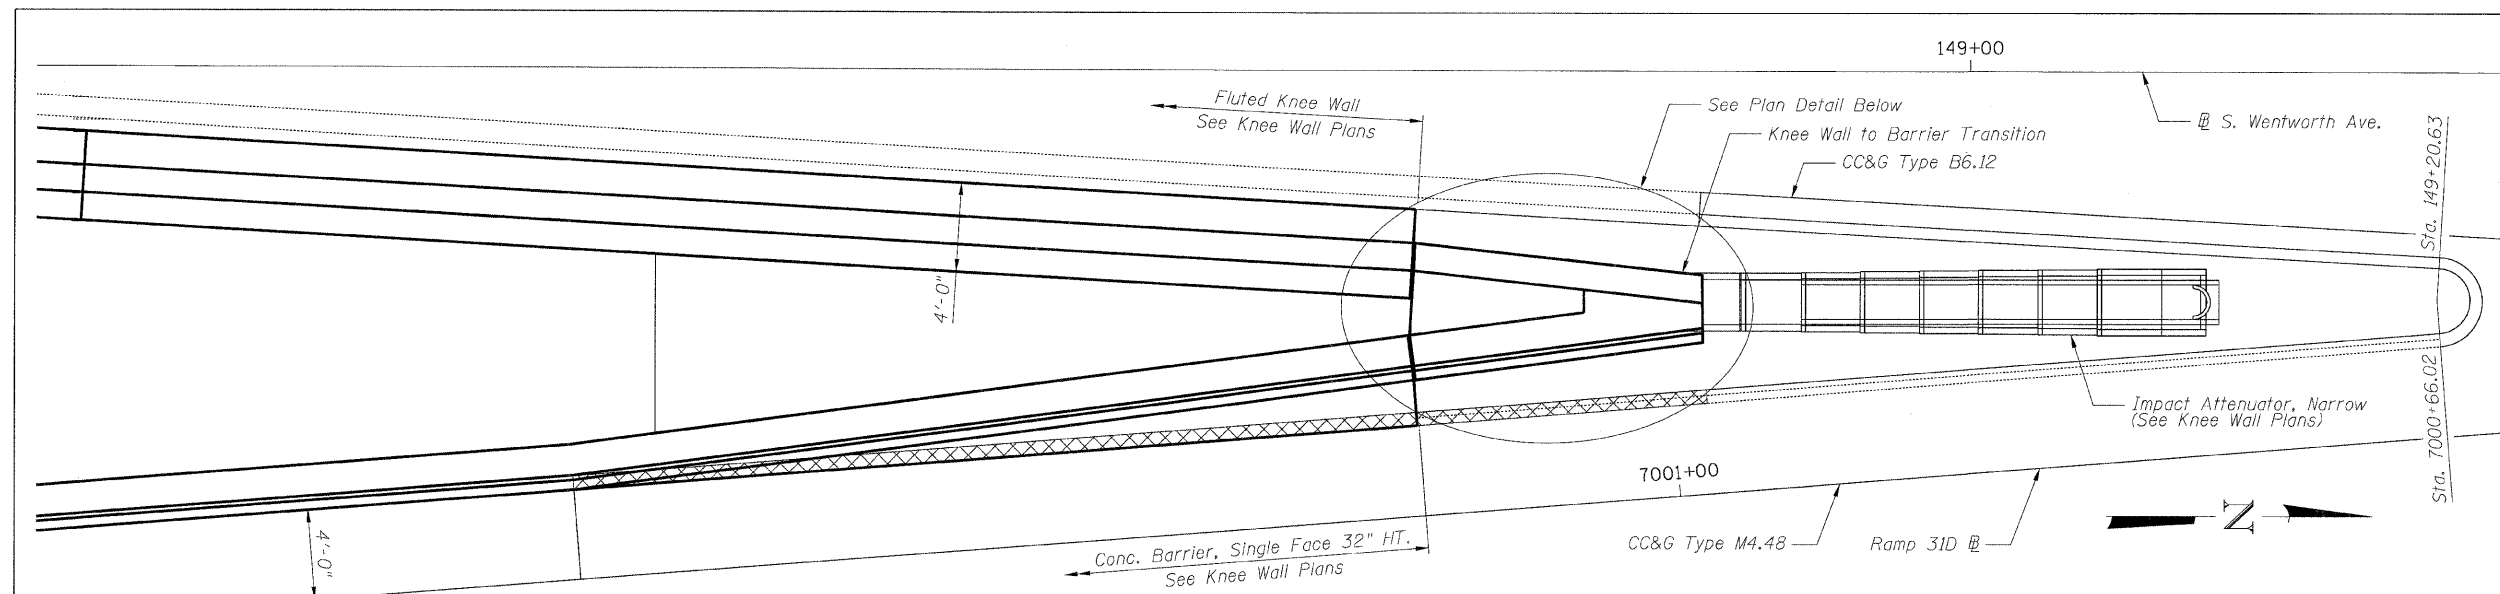 149+00
Fluted Knee Wall
See Knee Wall Plans
See Plan Detail Below
Knee Wall to Barrier Transition
CC&G Type B6.12
℄ S. Wentworth Ave.
Sta. 149+20.63
4'-0"
Impact Attenuator, Narrow
(See Knee Wall Plans)
Sta. 7000+66.02
7001+00
4'-0"
Conc. Barrier, Single Face 32" HT.
See Knee Wall Plans
CC&G Type M4.48
Ramp 31D ℄
N